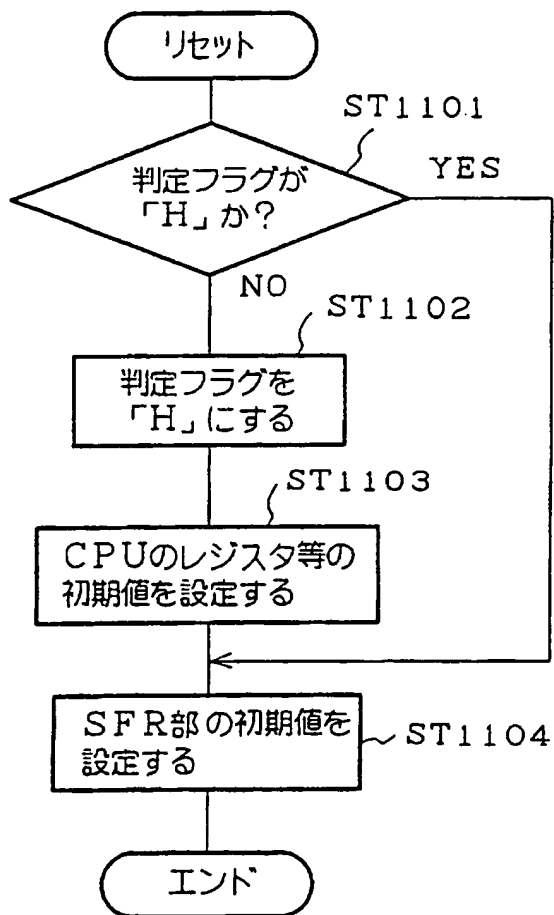 リセット
ST1101
判定フラグが
「H」か?
YES
NO
ST1102
判定フラグを
「H」にする
ST1103
CPUのレジスタ等の
初期値を設定する
SFR部の初期値を
設定する
ST1104
エンド